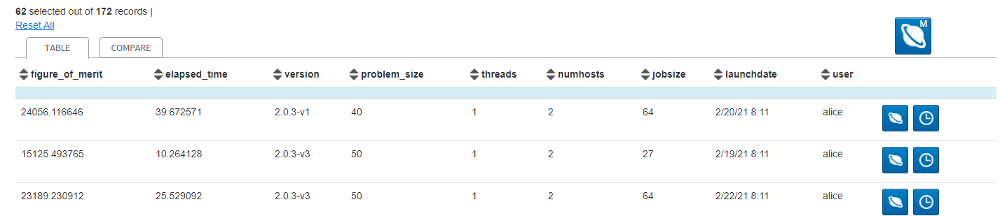 62 selected out of 172 records |
Reset All
M
TABLE COMPARE
figure_of_merit elapsed_time version problem_size threads numhosts jobsize launchdate user
24056.116646 39.672571 2.0.3-v1 40 1 2 64 2/20/21 8:11 alice
15125.493765 10.264128 2.0.3-v3 50 1 2 27 2/19/21 8:11 alice
23189.230912 25.529092 2.0.3-v3 50 1 2 64 2/22/21 8:11 alice